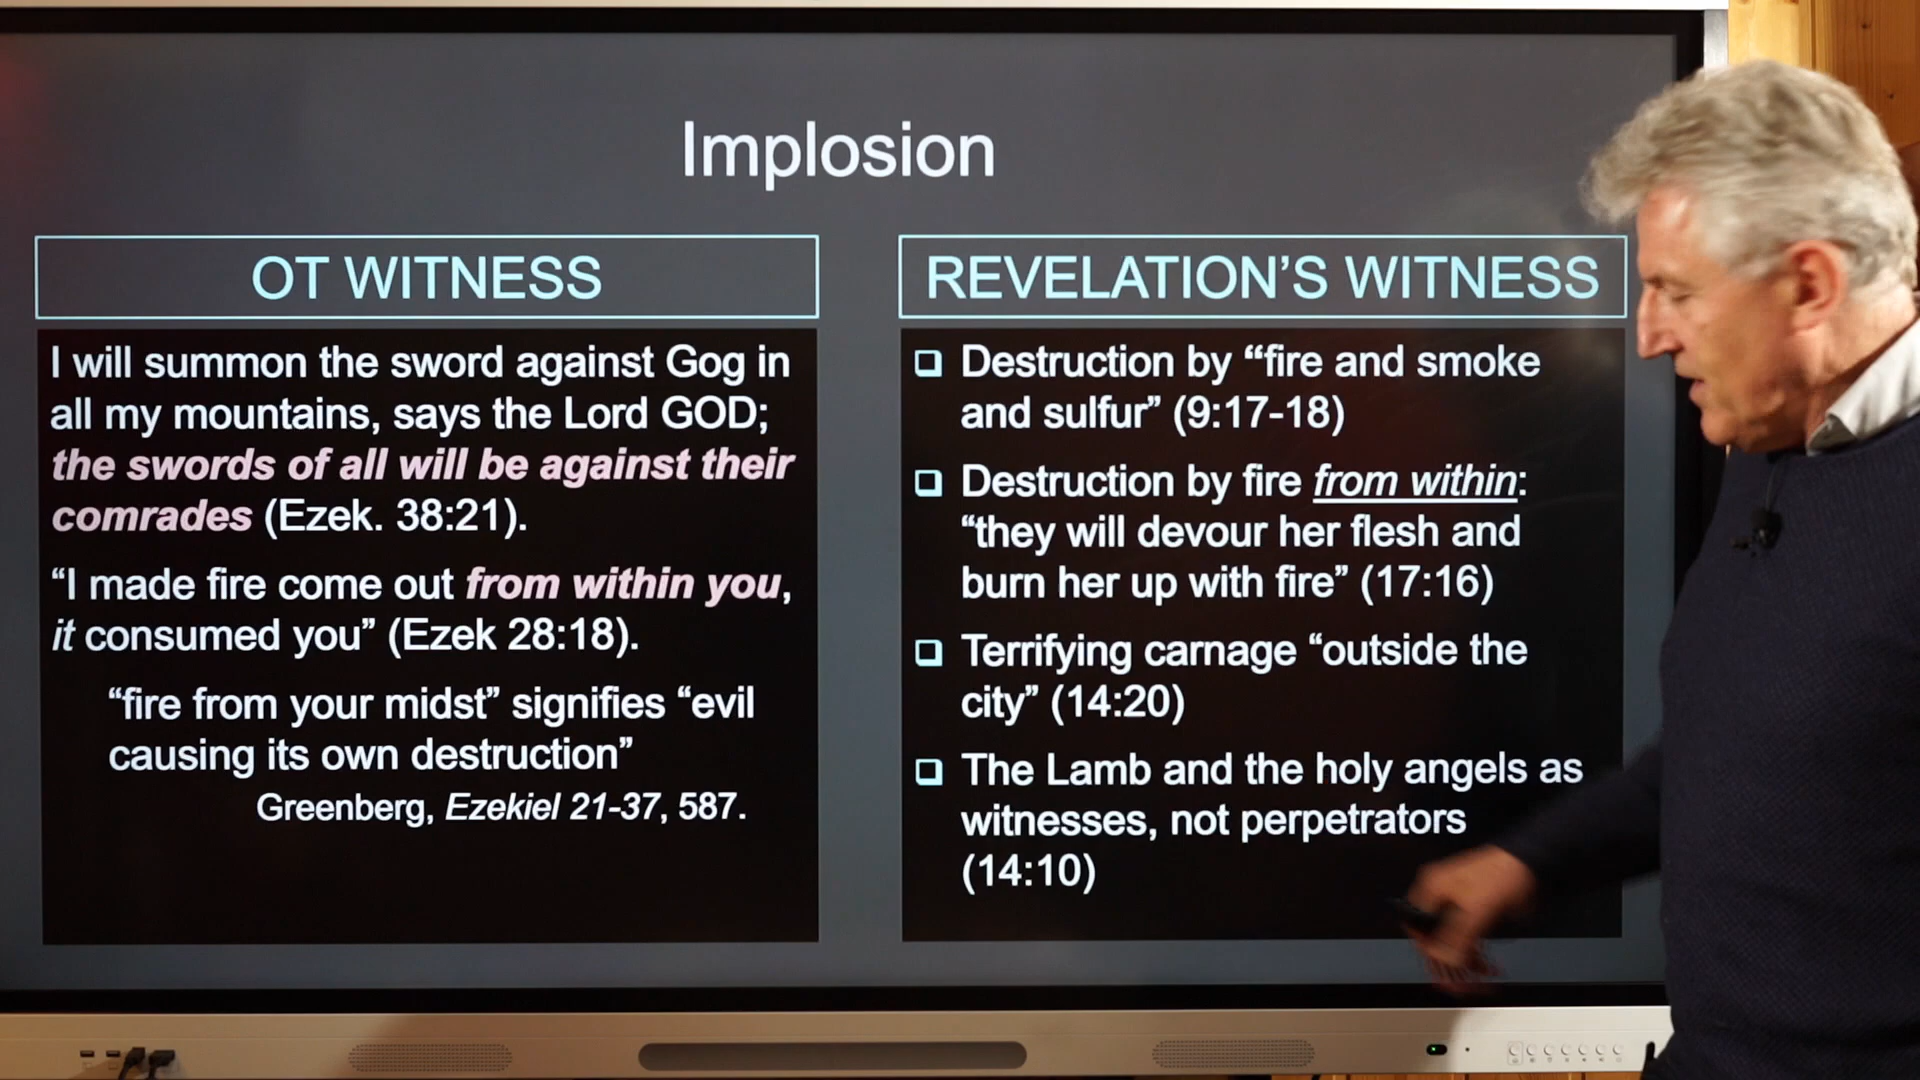 Implosion
OT WITNESS
I will summon the sword against Gog in
all my mountains, says the Lord GOD;
the swords of all will be against their
comrades (Ezek. 38:21).
“I made fire come out from within you,
it consumed you” (Ezek 28:18).
“fire from your midst” signifies “evil
causing its own destruction”
Greenberg, Ezekiel 21-37, 587.
REVELATION’S WITNESS
❑ Destruction by “fire and smoke
and sulfur” (9:17-18)
❑ Destruction by fire from within:
“they will devour her flesh and
burn her up with fire” (17:16)
❑ Terrifying carnage “outside the
city” (14:20)
❑ The Lamb and the holy angels as
witnesses, not perpetrators
(14:10)